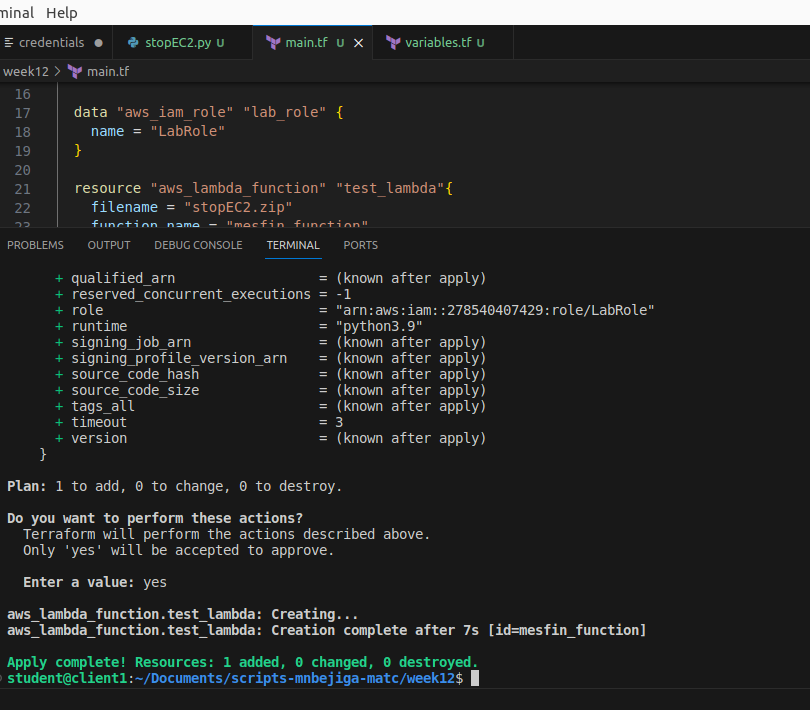 minal Help
credentials ● stopEC2.py U main.tf U × variables.tf U
week12 > main.tf
16
17 data "aws_iam_role" "lab_role" {
18 name = "LabRole"
19 }
20
21 resource "aws_lambda_function" "test_lambda"{
22 filename = "stopEC2.zip"
23 function_name = "mesfin_function"
PROBLEMS OUTPUT DEBUG CONSOLE TERMINAL PORTS
+ qualified_arn = (known after apply)
+ reserved_concurrent_executions = -1
+ role = "arn:aws:iam::278540407429:role/LabRole"
+ runtime = "python3.9"
+ signing_job_arn = (known after apply)
+ signing_profile_version_arn = (known after apply)
+ source_code_hash = (known after apply)
+ source_code_size = (known after apply)
+ tags_all = (known after apply)
+ timeout = 3
+ version = (known after apply)
}
Plan: 1 to add, 0 to change, 0 to destroy.
Do you want to perform these actions?
Terraform will perform the actions described above.
Only 'yes' will be accepted to approve.
Enter a value: yes
aws_lambda_function.test_lambda: Creating...
aws_lambda_function.test_lambda: Creation complete after 7s [id=mesfin_function]
Apply complete! Resources: 1 added, 0 changed, 0 destroyed.
student@client1:~/Documents/scripts-mnbejiga-matc/week12$